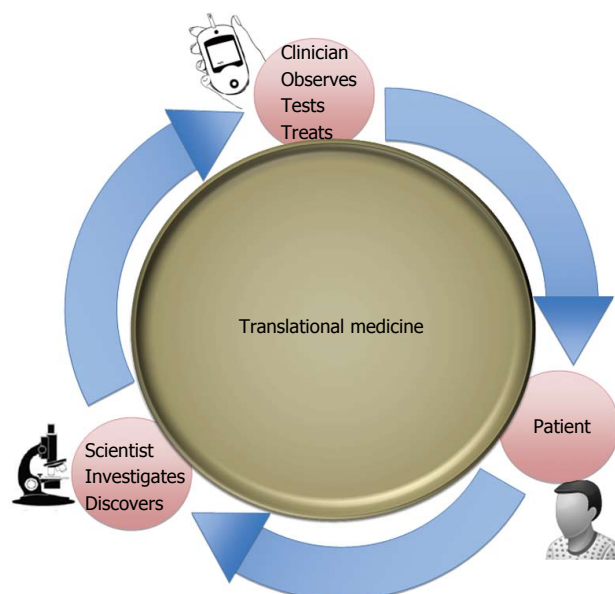 Clinician
Observes
Tests
Treats
Translational medicine
Patient
Scientist
Investigates
Discovers